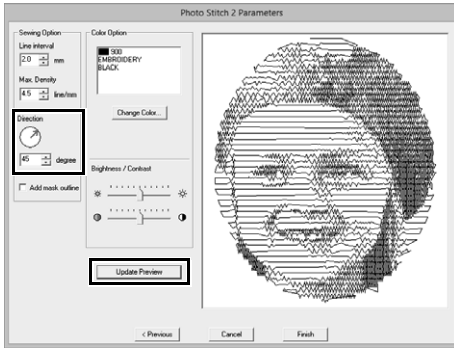 Photo Stitch 2 Parameters
Sewing Option
Line interval
2.0 mm
Max. Density
4.5 line/mm
Direction
45 degree
Add mask outline
Color Option
900
EMBROIDERY
BLACK
Change Color...
Brightness / Contrast
Update Preview
< Previous
Cancel
Finish